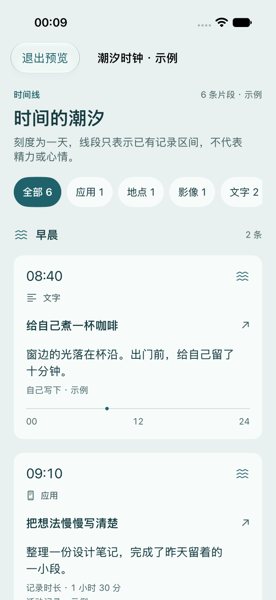 00:09
退出预览 潮汐时钟 · 示例
时间线 6 条片段 · 示例
时间的潮汐
刻度为一天，线段只表示已有记录区间，不代表
精力或心情。
全部 6 应用 1 地点 1 影像 1 文字 2
早晨 2 条
08:40
文字
给自己煮一杯咖啡
窗边的光落在杯沿。出门前，给自己留了
十分钟。
自己写下 · 示例
00 12 24
09:10
应用
把想法慢慢写清楚
整理一份设计笔记，完成了昨天留着的
一小段。
记录时长 · 1 小时 30 分